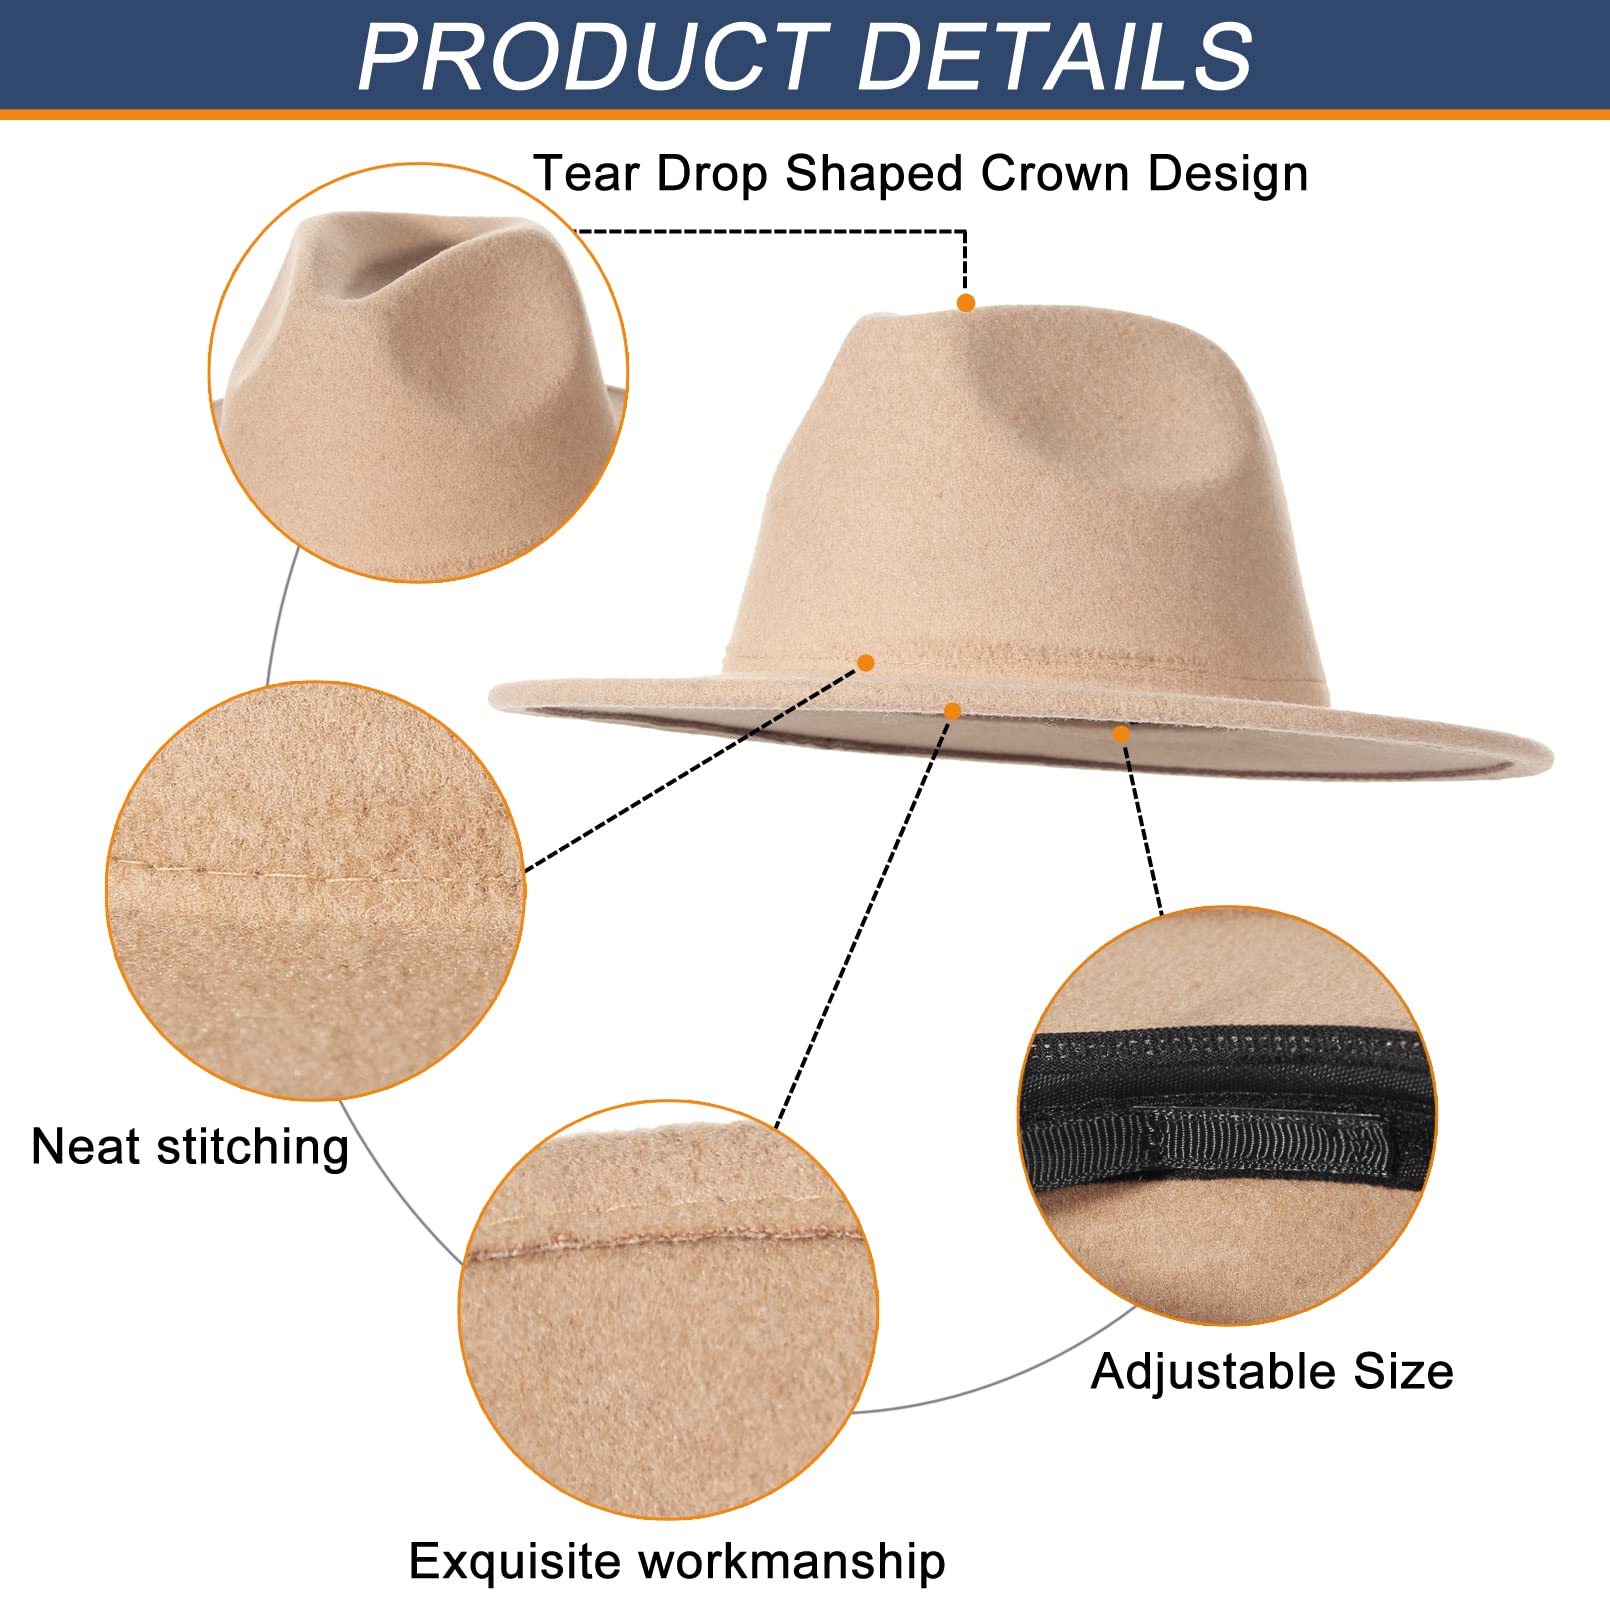 PRODUCT DETAILS
Tear Drop Shaped Crown Design
Neat stitching
Adjustable Size
Exquisite workmanship